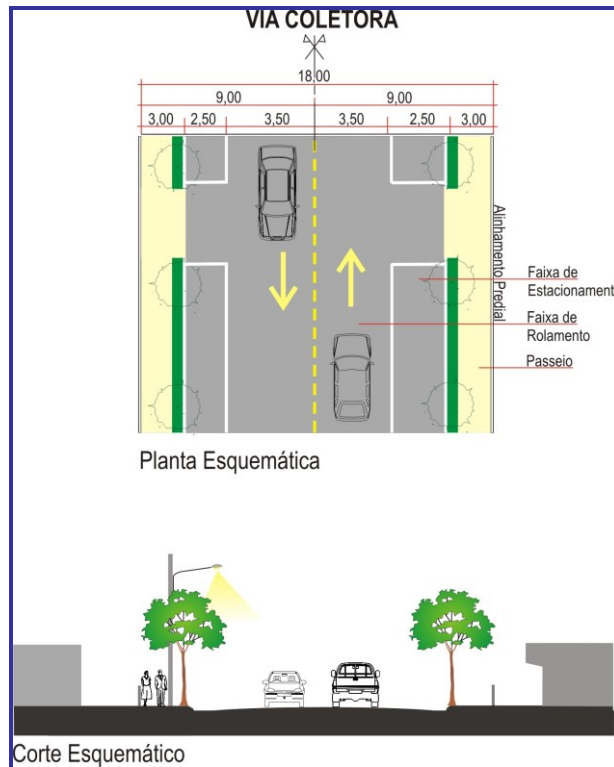 VIA COLETORA
18,00
9,00 9,00
3,00 2,50 3,50 3,50 2,50 3,00
Alinhamento Predial
Faixa de
Estacionament
Faixa de
Rolamento
Passeio
Planta Esquemática
Corte Esquemático